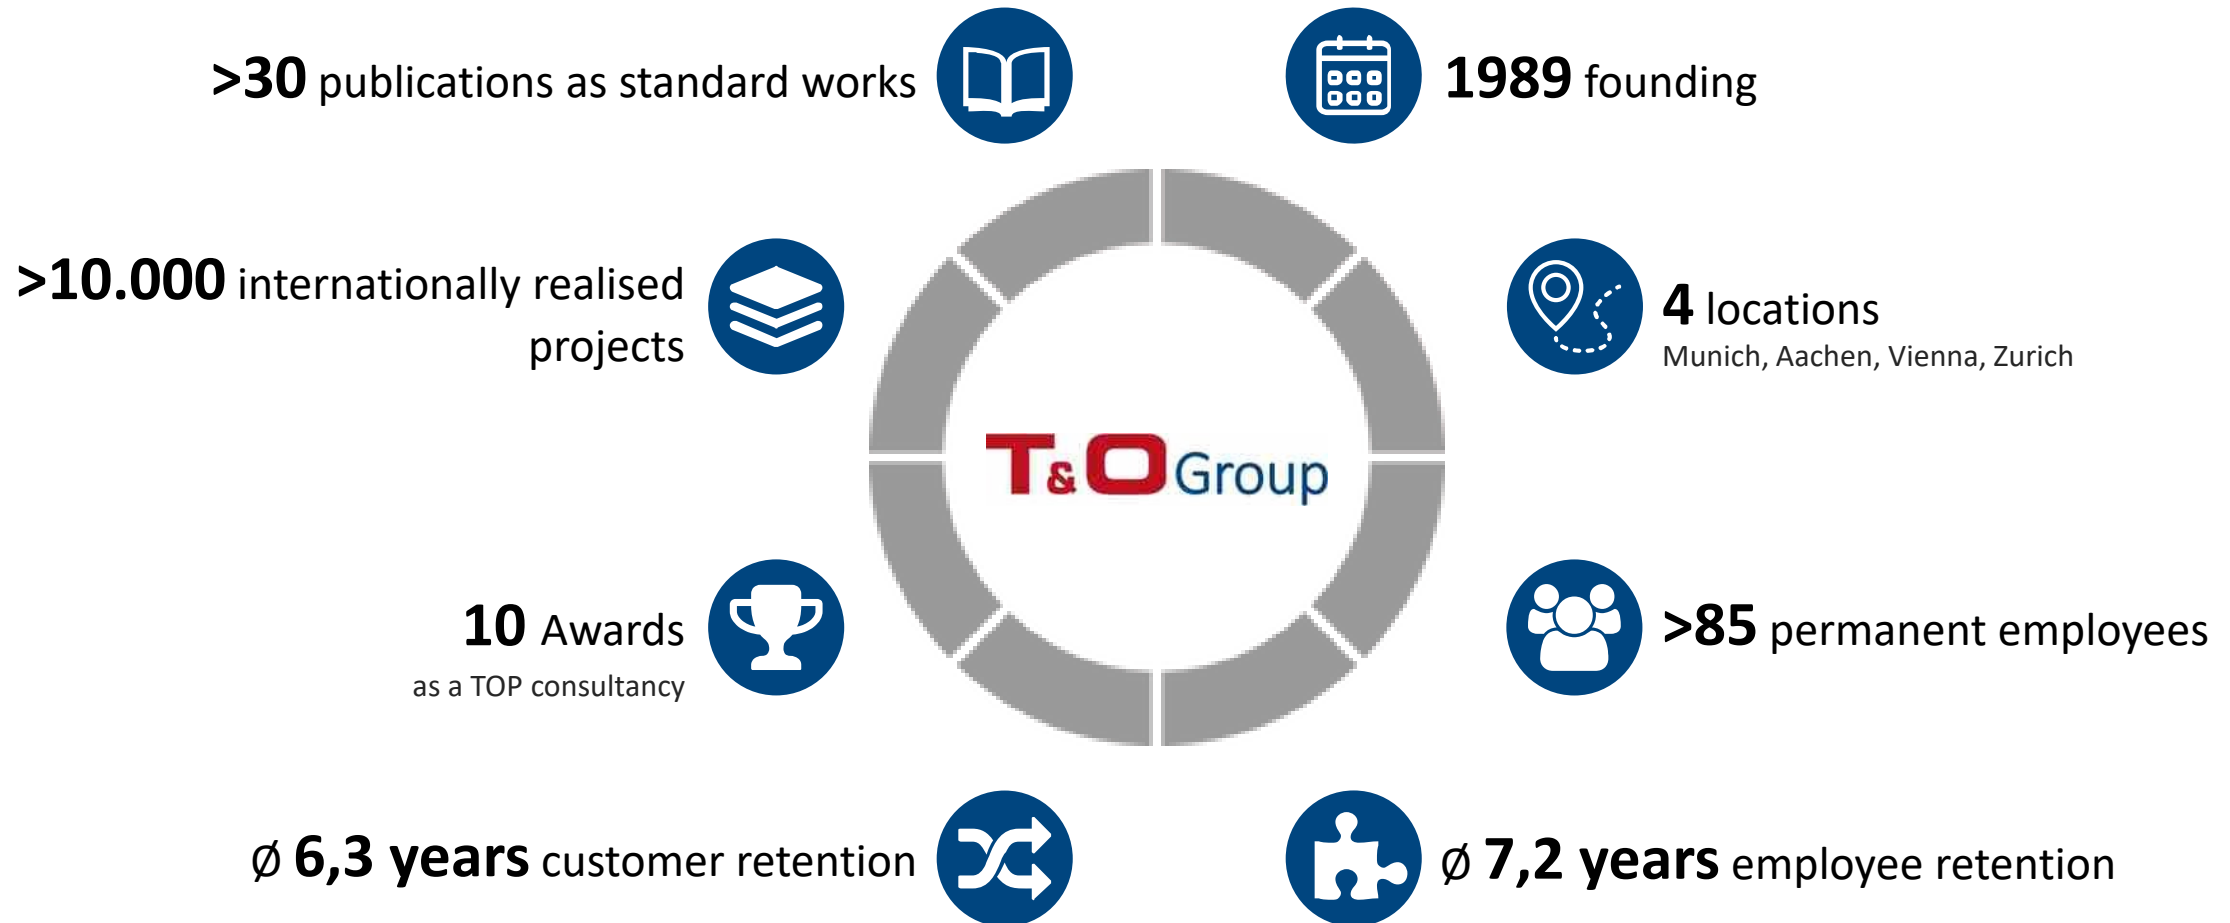 >30 publications as standard works
1989 founding
>10.000 internationally realised
projects
4 locations
Munich, Aachen, Vienna, Zurich
T&O Group
10 Awards
as a TOP consultancy
>85 permanent employees
Ø 6,3 years customer retention
Ø 7,2 years employee retention